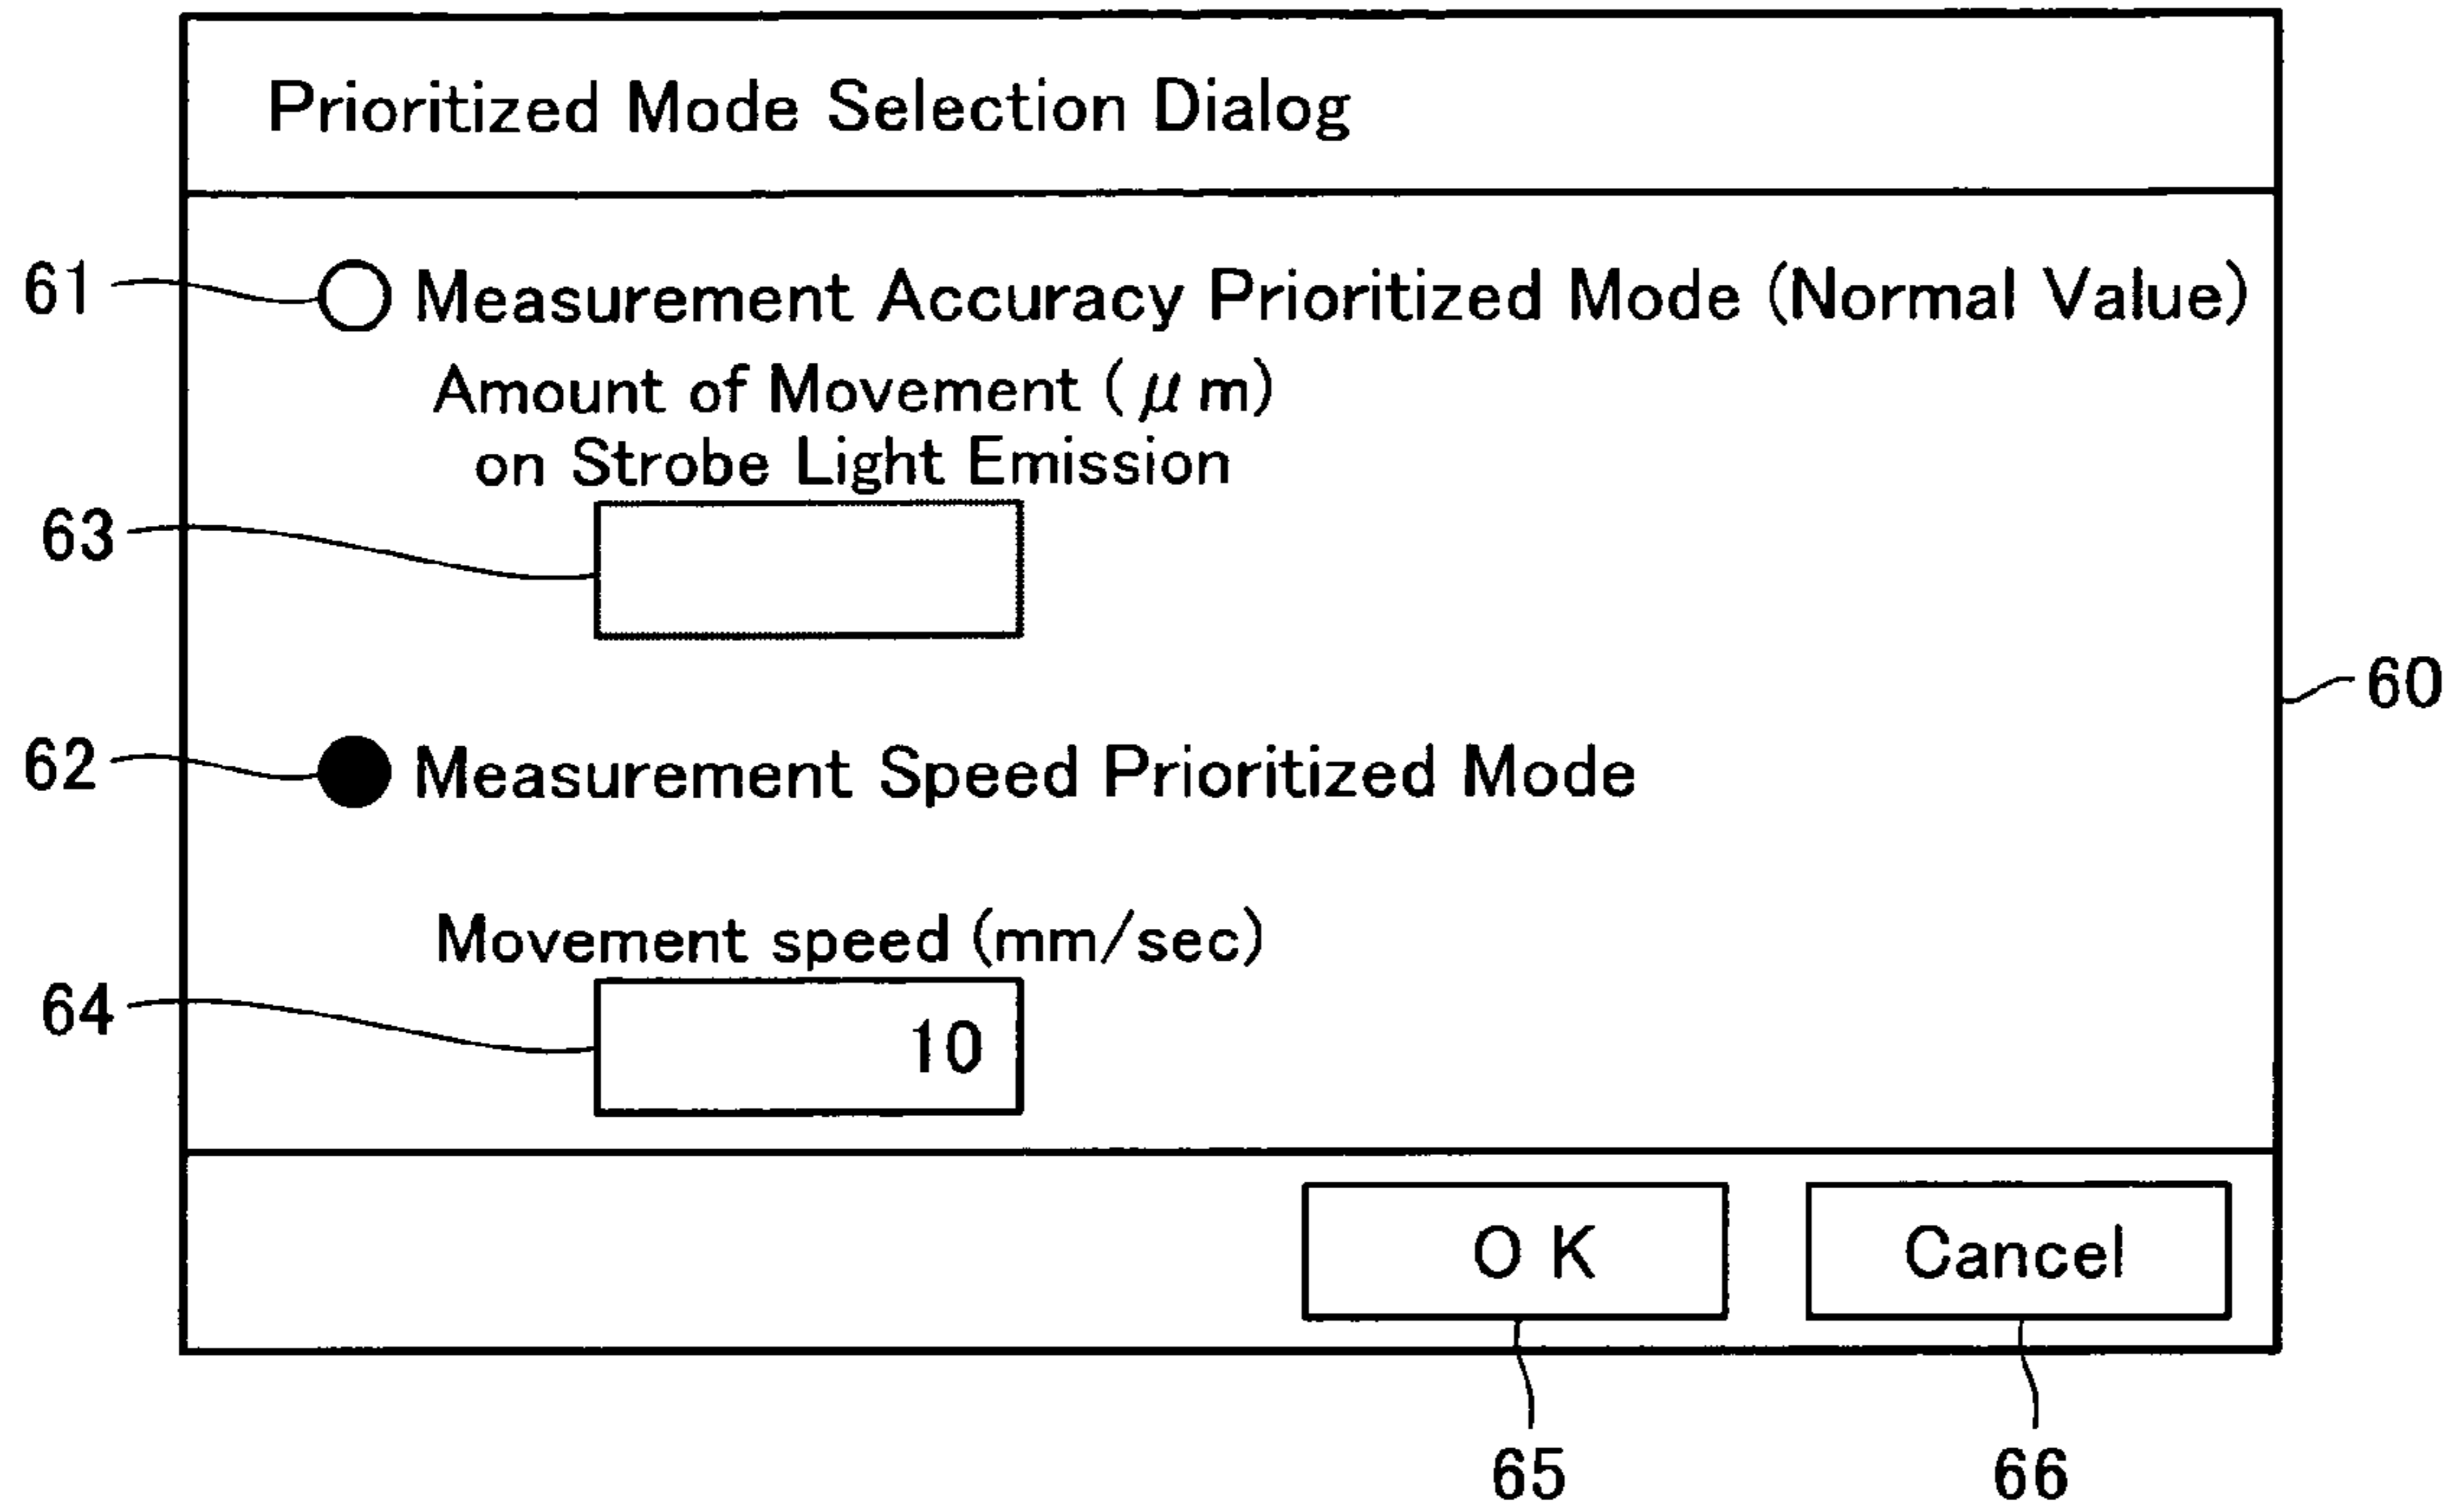 Prioritized Mode Selection Dialog
61
Measurement Accuracy Prioritized Mode (Normal Value)
Amount of Movement (μm)
on Strobe Light Emission
63
60
62
Measurement Speed Prioritized Mode
Movement speed (mm/sec)
64
10
OK
Cancel
65
66